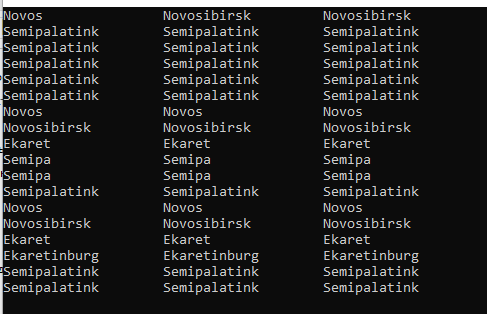 Novos Novosibirsk Novosibirsk
Semipalatink Semipalatink Semipalatink
Semipalatink Semipalatink Semipalatink
Semipalatink Semipalatink Semipalatink
Semipalatink Semipalatink Semipalatink
Semipalatink Semipalatink Semipalatink
Novos Novos Novos
Novosibirsk Novosibirsk Novosibirsk
Ekaret Ekaret Ekaret
Semipa Semipa Semipa
Semipa Semipa Semipa
Semipalatink Semipalatink Semipalatink
Novos Novos Novos
Novosibirsk Novosibirsk Novosibirsk
Ekaret Ekaret Ekaret
Ekaretinburg Ekaretinburg Ekaretinburg
Semipalatink Semipalatink Semipalatink
Semipalatink Semipalatink Semipalatink